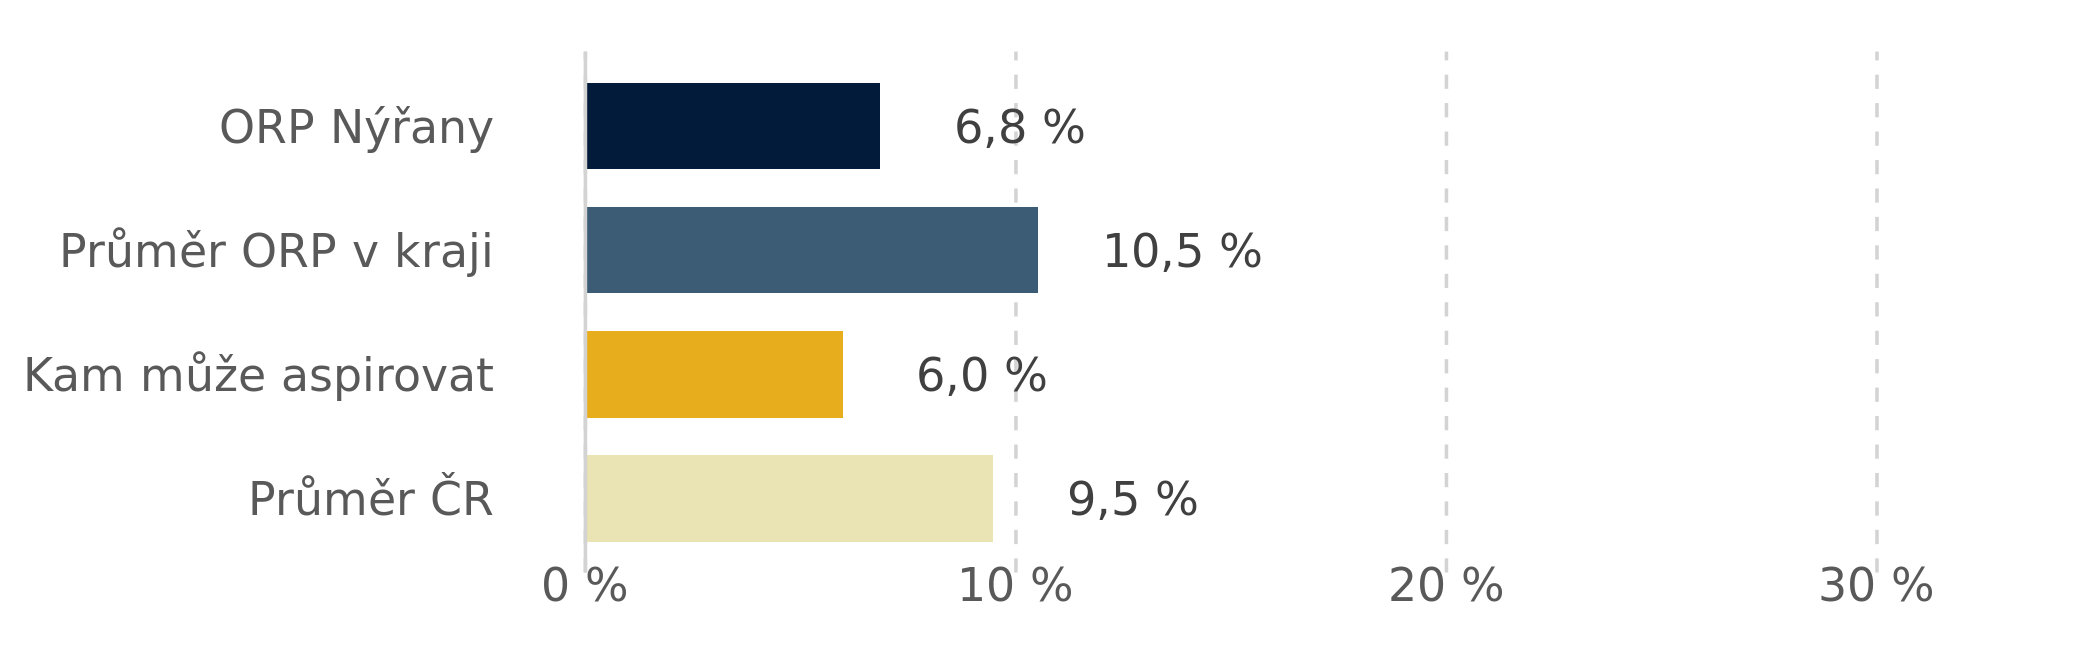 ORP Nýřany 6,8 %
Průměr ORP v kraji 10,5 %
Kam může aspirovat 6,0 %
Průměr ČR 9,5 %
0 % 10 % 20 % 30 %